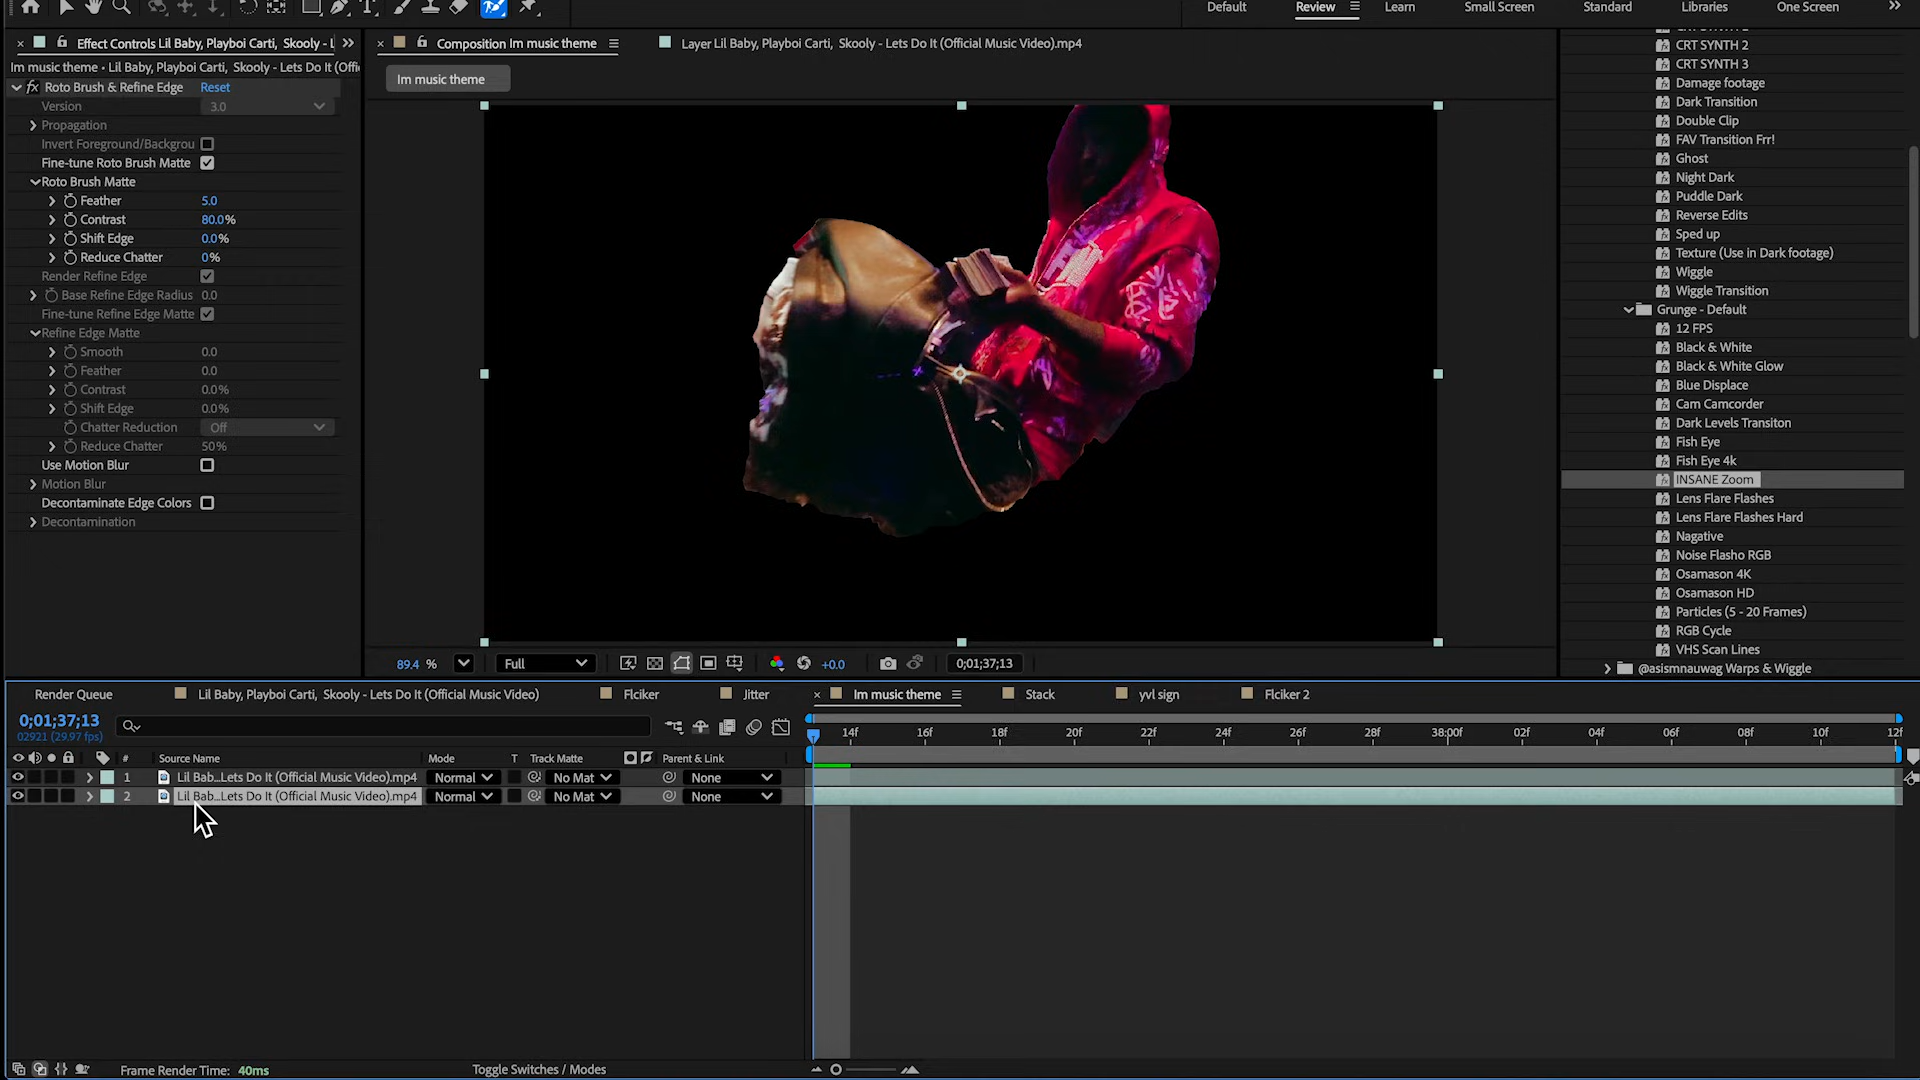 Default
Review
Learn
Small Screen
Standard
Libraries
One Screen
Effect Controls Lil Baby, Playboi Carti, Skooly - L
Composition Im music theme
Layer Lil Baby, Playboi Carti, Skooly - Lets Do It (Official Music Video).mp4
Im music theme • Lil Baby, Playboi Carti, Skooly - Lets Do It (Offi
Im music theme
fx Roto Brush & Refine Edge Reset
Version 3.0
Propagation
Invert Foreground/Backgrou
Fine-tune Roto Brush Matte
Roto Brush Matte
Feather 5.0
Contrast 80.0%
Shift Edge 0.0%
Reduce Chatter 0%
Render Refine Edge
Base Refine Edge Radius 0.0
Fine-tune Refine Edge Matte
Refine Edge Matte
Smooth 0.0
Feather 0.0
Contrast 0.0%
Shift Edge 0.0%
Chatter Reduction Off
Reduce Chatter 50%
Use Motion Blur
Motion Blur
Decontaminate Edge Colors
Decontamination
CRT SYNTH 2
CRT SYNTH 3
Damage footage
Dark Transition
Double Clip
FAV Transition Frr!
Ghost
Night Dark
Puddle Dark
Reverse Edits
Sped up
Texture (Use in Dark footage)
Wiggle
Wiggle Transition
Grunge - Default
12 FPS
Black & White
Black & White Glow
Blue Displace
Cam Camcorder
Dark Levels Transiton
Fish Eye
Fish Eye 4k
INSANE Zoom
Lens Flare Flashes
Lens Flare Flashes Hard
Nagative
Noise Flasho RGB
Osamason 4K
Osamason HD
Particles (5 - 20 Frames)
RGB Cycle
VHS Scan Lines
@asismnauwag Warps & Wiggle
89.4 %
Full
+0.0
0;01;37;13
Render Queue
Lil Baby, Playboi Carti, Skooly - Lets Do It (Official Music Video)
Flciker
Jitter
Im music theme
Stack
yvl sign
Flciker 2
0;01;37;13
02921 (29.97 fps)
14f 16f 18f 20f 22f 24f 26f 28f 38:00f 02f 04f 06f 08f 10f 12f
# Source Name Mode T Track Matte Parent & Link
1 Lil Bab...Lets Do It (Official Music Video).mp4 Normal No Mat None
2 Lil Bab...Lets Do It (Official Music Video).mp4 Normal No Mat None
Frame Render Time: 40ms
Toggle Switches / Modes